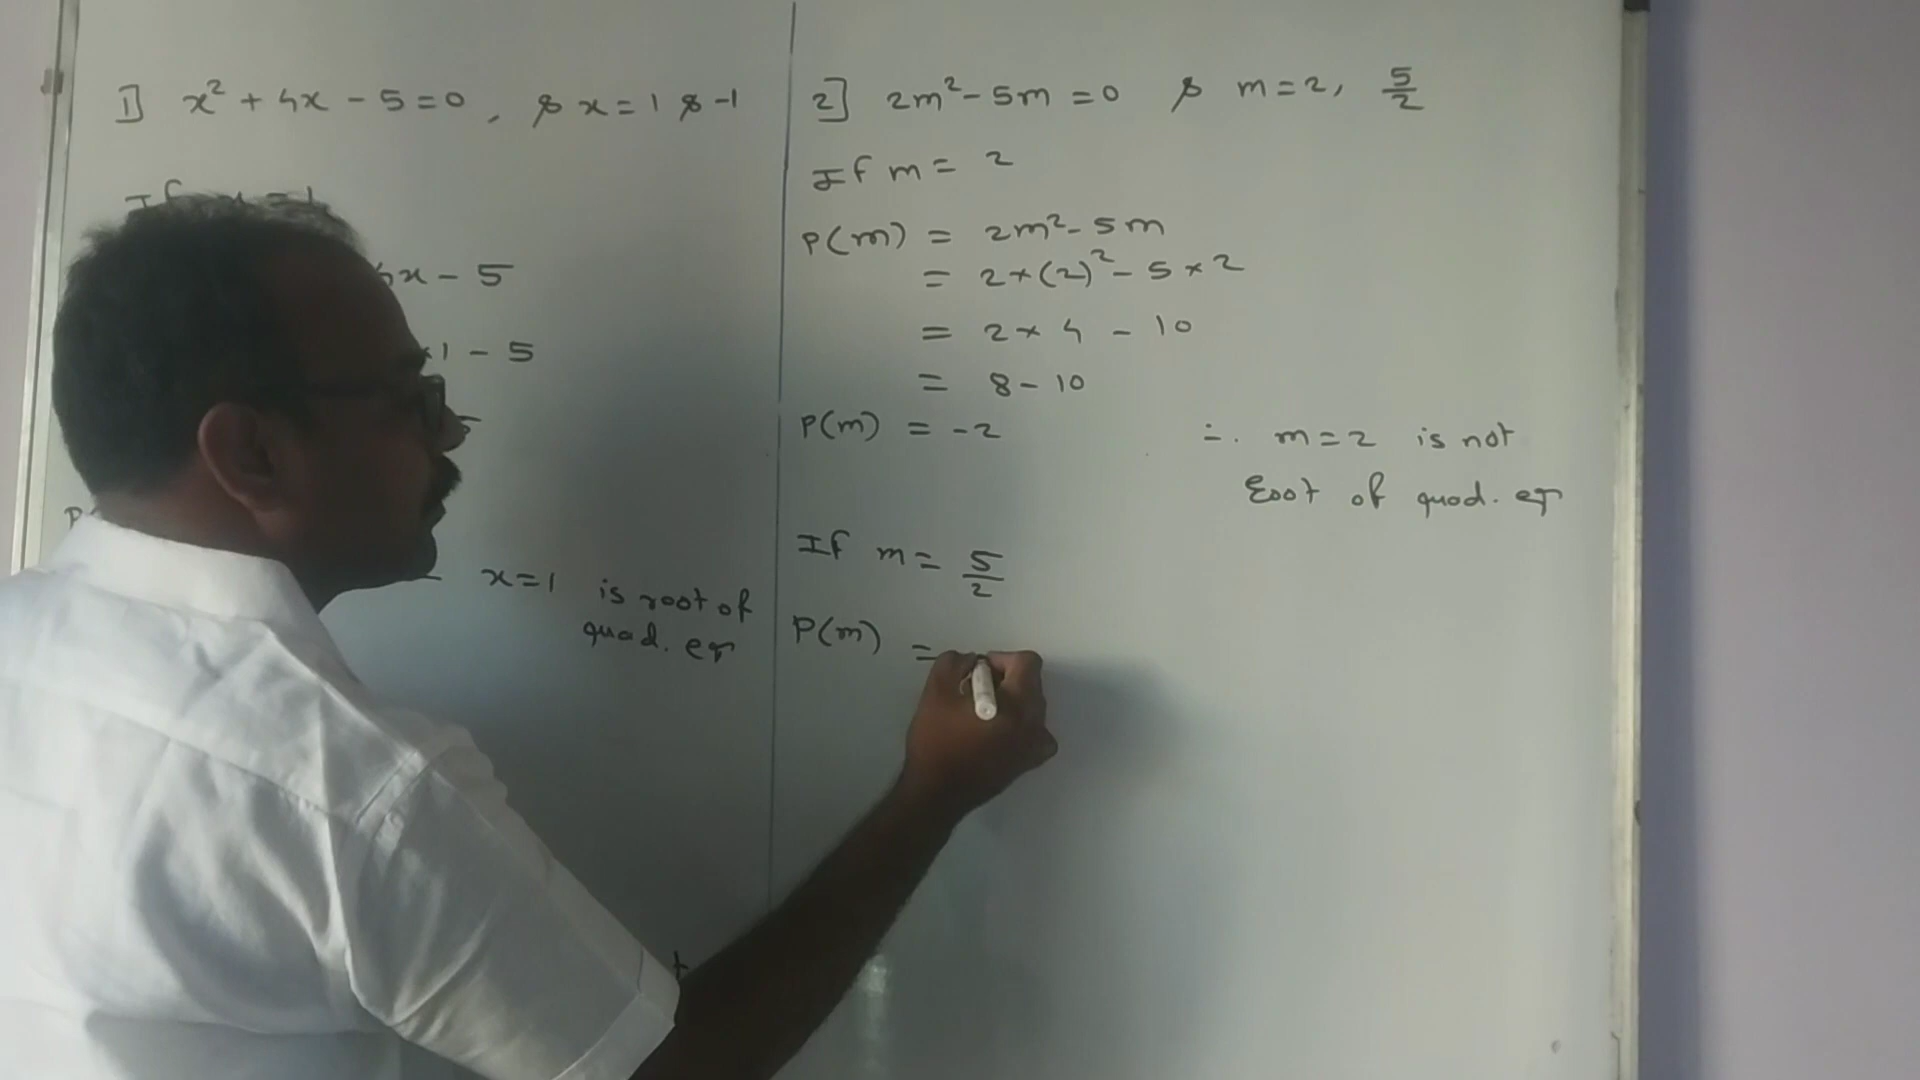 1] x² + 4x - 5 = 0, x = 1 -1
If x = 1
x - 5
x1 - 5
x = 1 is root of
quad. eq
2] 2m² - 5m = 0 m = 2, 5/2
If m = 2
P(m) = 2m² - 5m
= 2 × (2)² - 5 × 2
= 2 × 4 - 10
= 8 - 10
P(m) = -2
∴ m = 2 is not
root of quad. eq
If m = 5/2
P(m) =